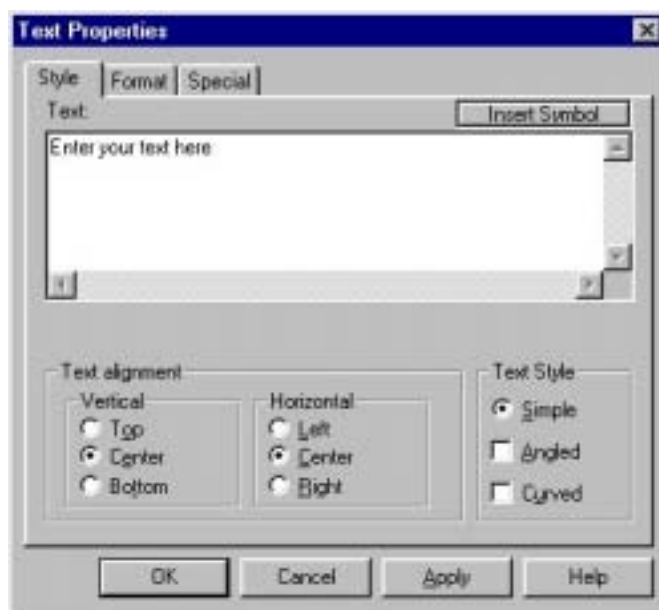 Text Properties
Style Format Special
Text: Insert Symbol
Enter your text here
Text alignment Text Style
Vertical Horizontal
Top Left Simple
Center Center Angled
Bottom Right Curved
OK Cancel Apply Help